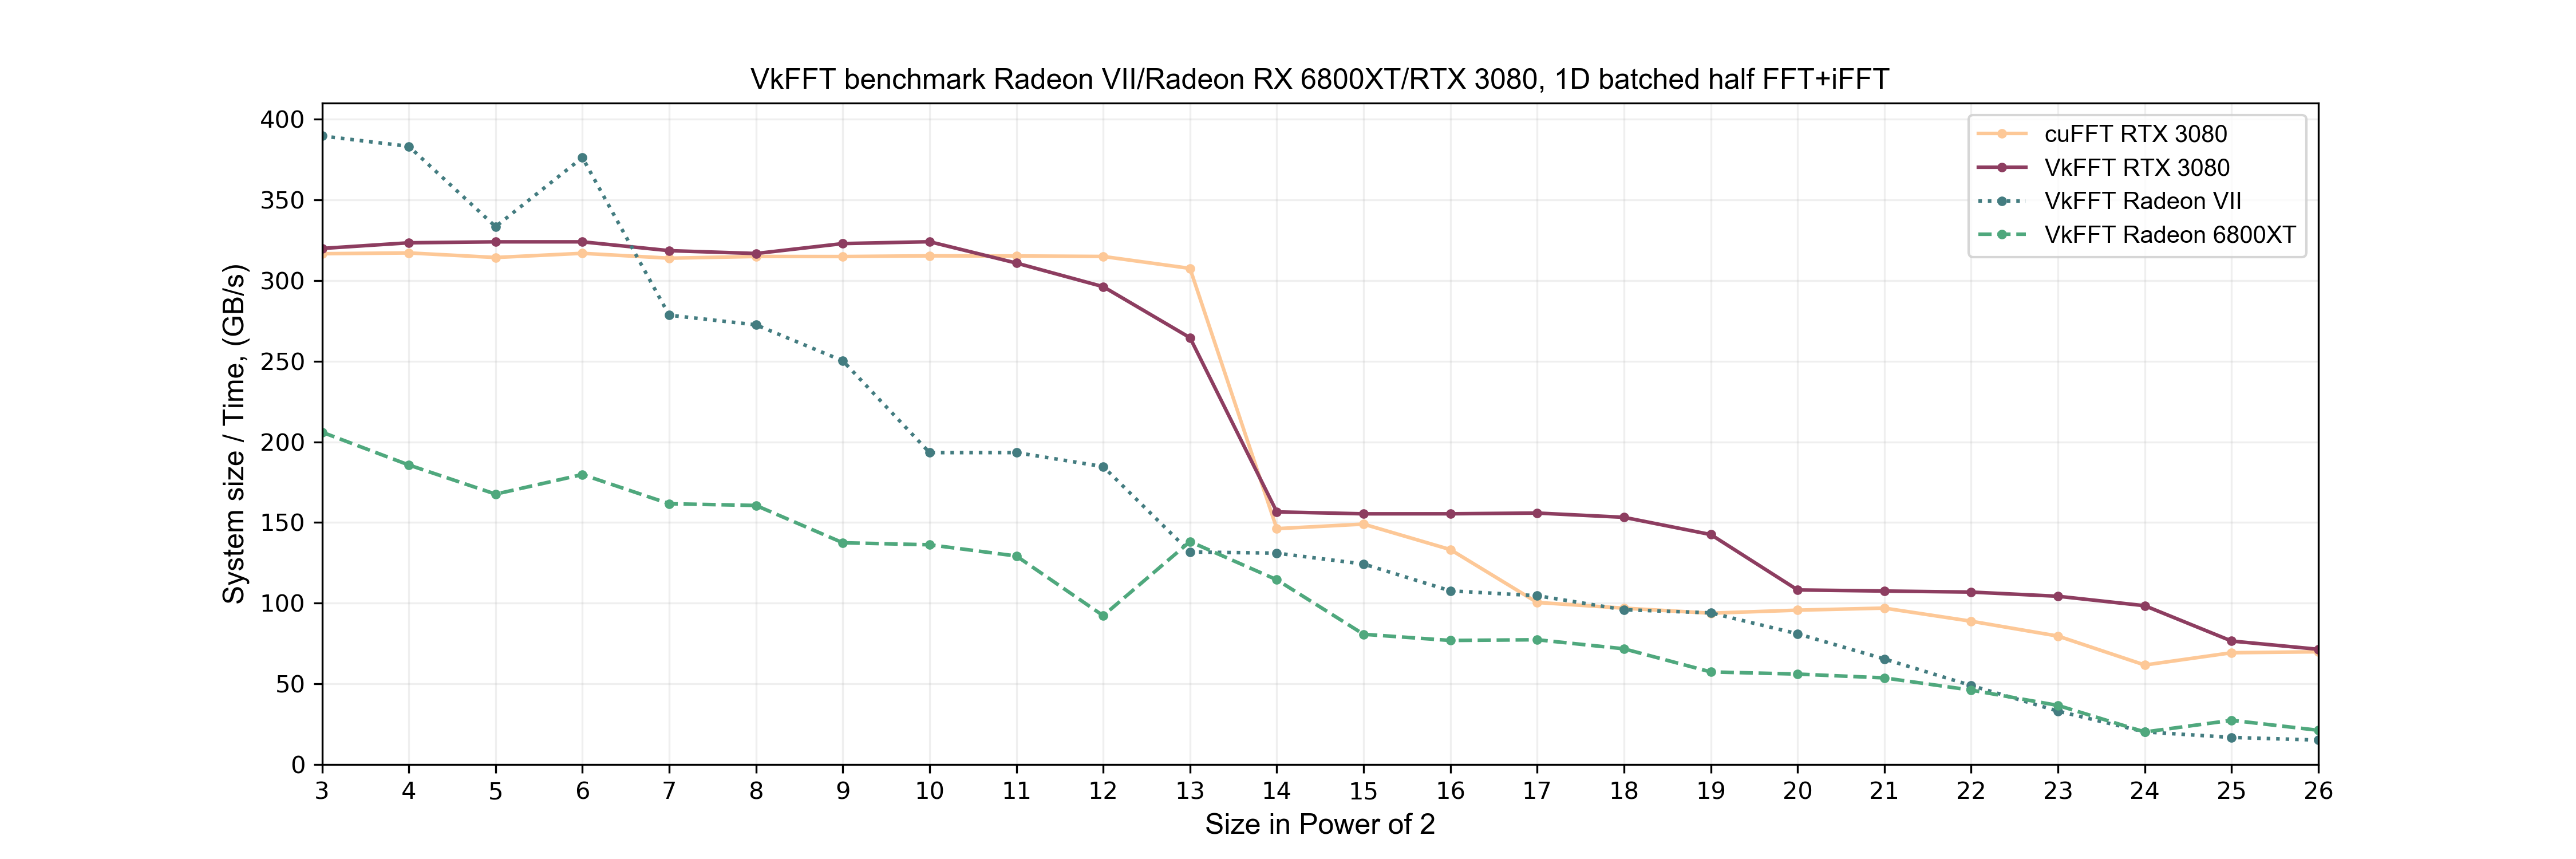 VkFFT benchmark Radeon VII/Radeon RX 6800XT/RTX 3080, 1D batched half FFT+iFFT
cuFFT RTX 3080
VkFFT RTX 3080
VkFFT Radeon VII
VkFFT Radeon 6800XT
System size / Time, (GB/s)
400
350
300
250
200
150
100
50
0
3 4 5 6 7 8 9 10 11 12 13 14 15 16 17 18 19 20 21 22 23 24 25 26
Size in Power of 2